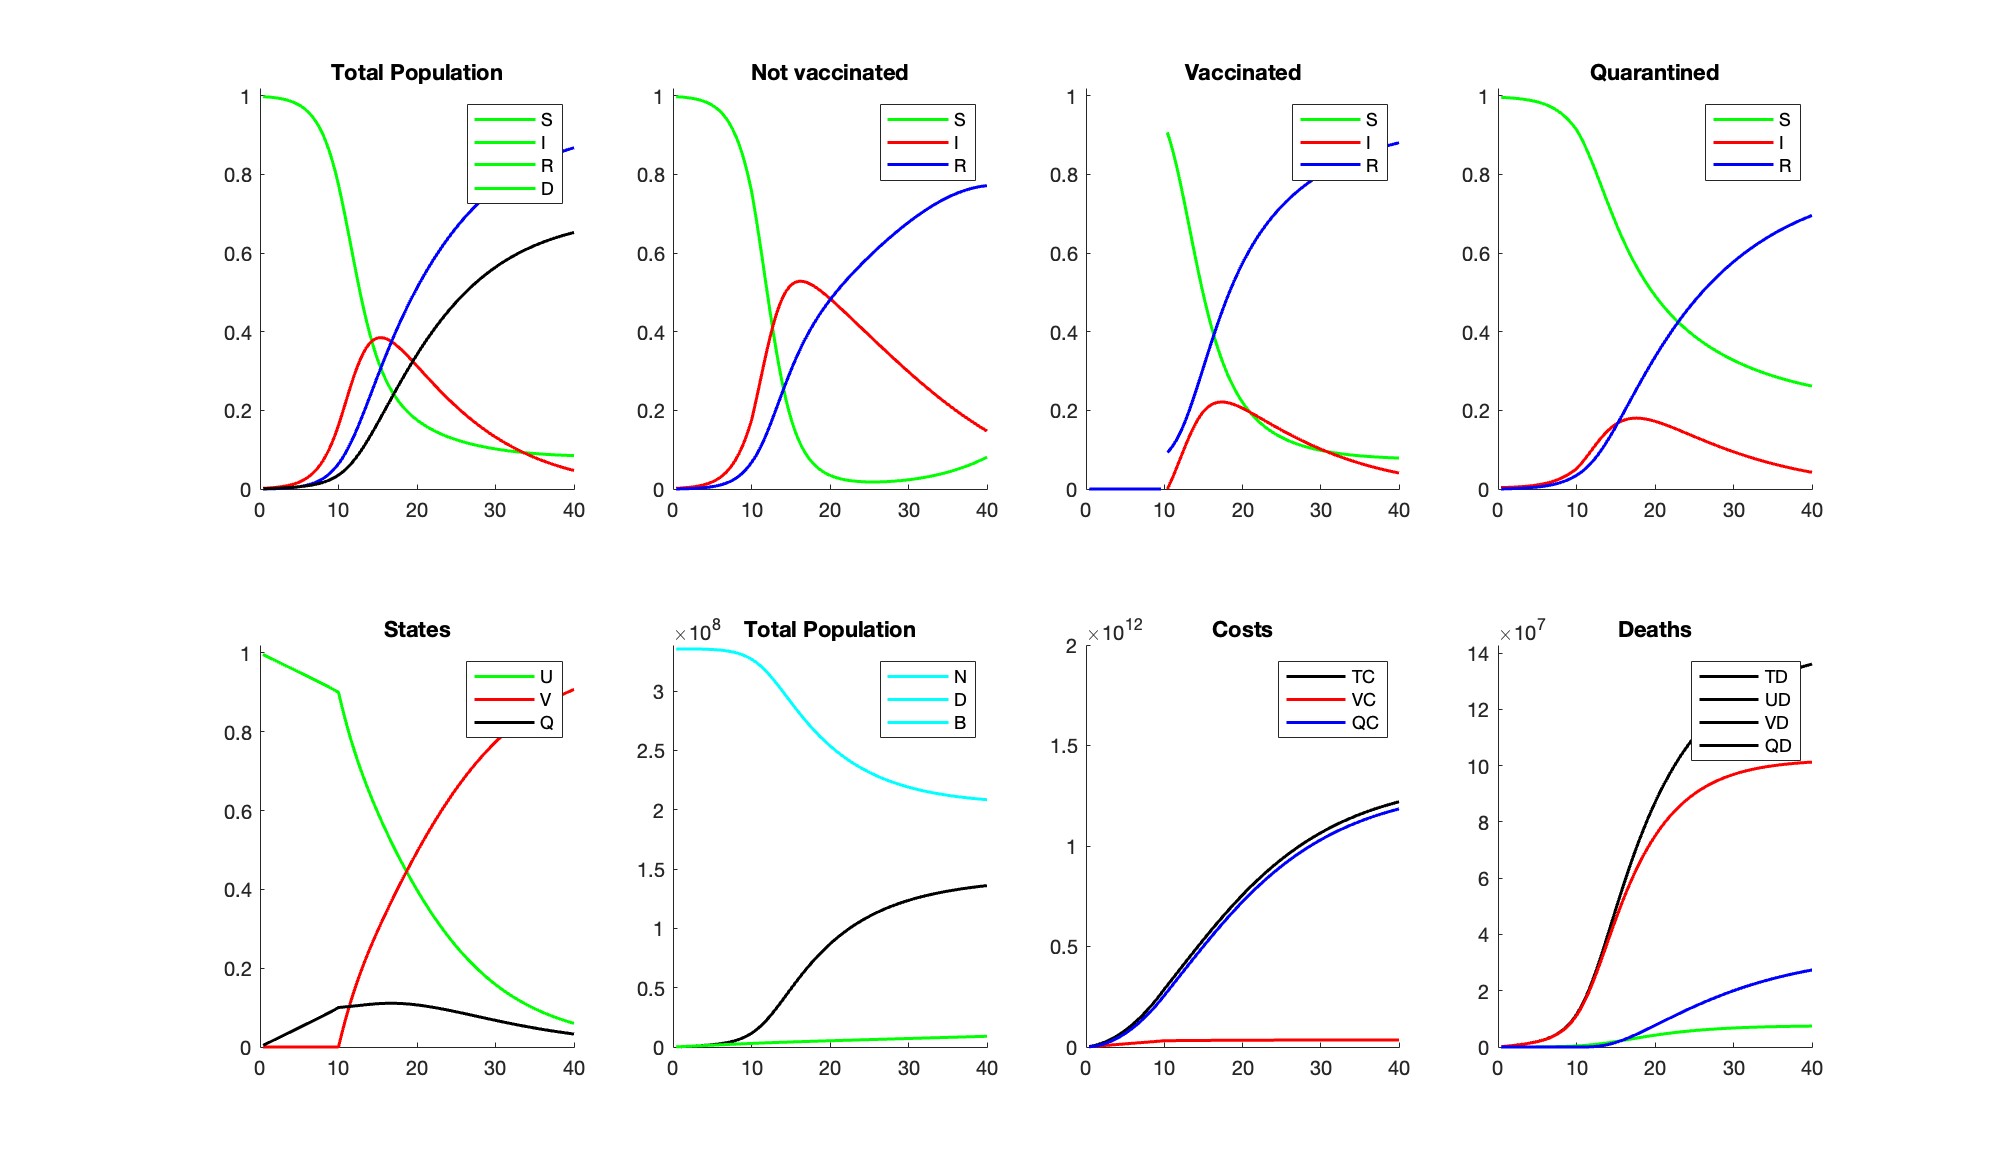 Total Population
1
0.8
0.6
0.4
0.2
0
0 10 20 30 40
S
I
R
D
Not vaccinated
1
0.8
0.6
0.4
0.2
0
0 10 20 30 40
S
I
R
Vaccinated
1
0.8
0.6
0.4
0.2
0
0 10 20 30 40
S
I
R
Quarantined
1
0.8
0.6
0.4
0.2
0
0 10 20 30 40
S
I
R
States
1
0.8
0.6
0.4
0.2
0
0 10 20 30 40
U
V
Q
×10⁸ Total Population
3
2.5
2
1.5
1
0.5
0
0 10 20 30 40
N
D
B
×10¹² Costs
2
1.5
1
0.5
0
0 10 20 30 40
TC
VC
QC
×10⁷ Deaths
14
12
10
8
6
4
2
0
0 10 20 30 40
TD
UD
VD
QD